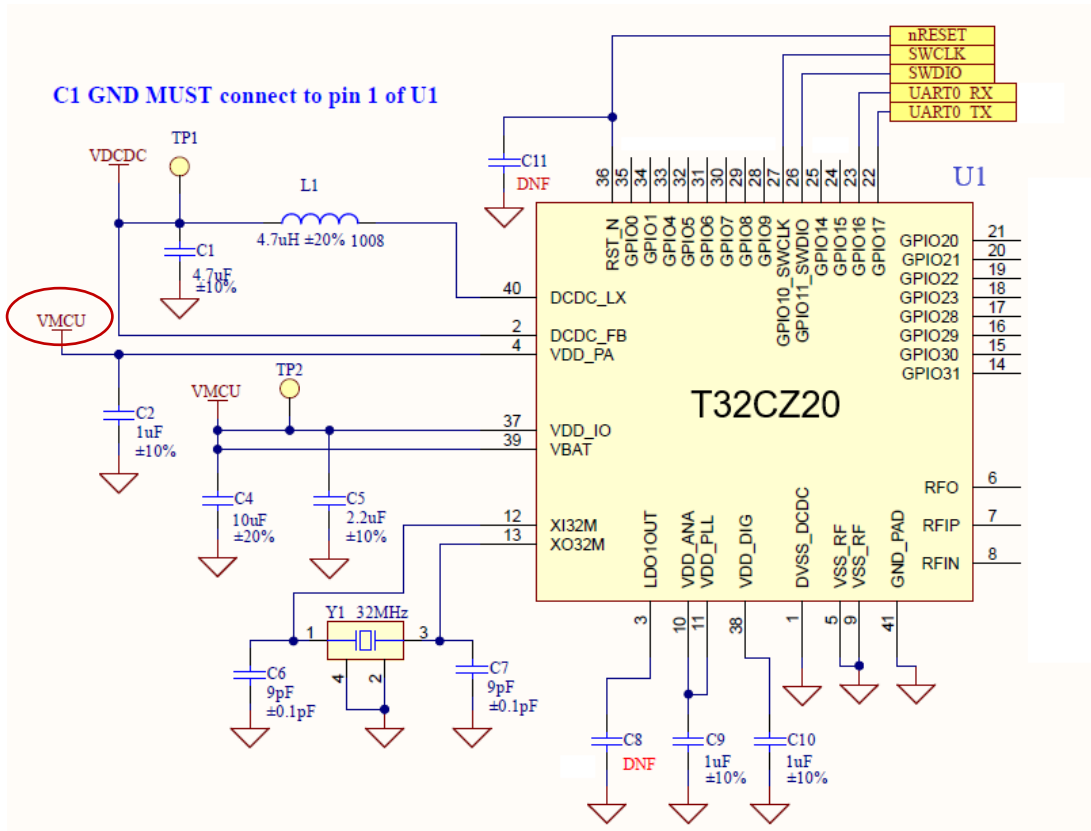 nRESET
SWCLK
SWDIO
UART0_RX
UART0_TX
C1 GND MUST connect to pin 1 of U1
TP1
VDCDC
C11
DNF
L1
4.7uH ±20% 1008
C1
4.7uF
±10%
VMCU
C2
1uF
±10%
TP2
VMCU
C4
10uF
±20%
C5
2.2uF
±10%
U1
36
35
34
33
32
31
30
29
28
27
26
25
24
23
22
RST_N
GPIO0
GPIO1
GPIO4
GPIO5
GPIO6
GPIO7
GPIO8
GPIO9
GPIO10_SWCLK
GPIO11_SWDIO
GPIO14
GPIO15
GPIO16
GPIO17
40 DCDC_LX
2 DCDC_FB
4 VDD_PA
37 VDD_IO
39 VBAT
12 XI32M
13 XO32M
T32CZ20
GPIO20 21
GPIO21 20
GPIO22 19
GPIO23 18
GPIO28 17
GPIO29 16
GPIO30 15
GPIO31 14
RFO 6
RFIP 7
RFIN 8
LDO1OUT
VDD_ANA
VDD_PLL
VDD_DIG
DVSS_DCDC
VSS_RF
VSS_RF
GND_PAD
3
10
11
38
1
5
9
41
Y1 32MHz
1
3
4
2
C6
9pF
±0.1pF
C7
9pF
±0.1pF
C8
DNF
C9
1uF
±10%
C10
1uF
±10%